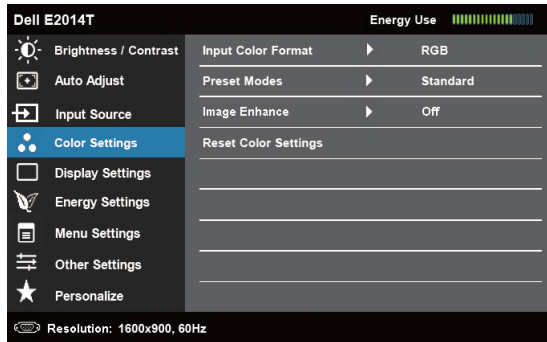 Dell E2014T Energy Use
Brightness / Contrast Input Color Format RGB
Auto Adjust Preset Modes Standard
Input Source Image Enhance Off
Color Settings Reset Color Settings
Display Settings
Energy Settings
Menu Settings
Other Settings
Personalize
Resolution: 1600x900, 60Hz